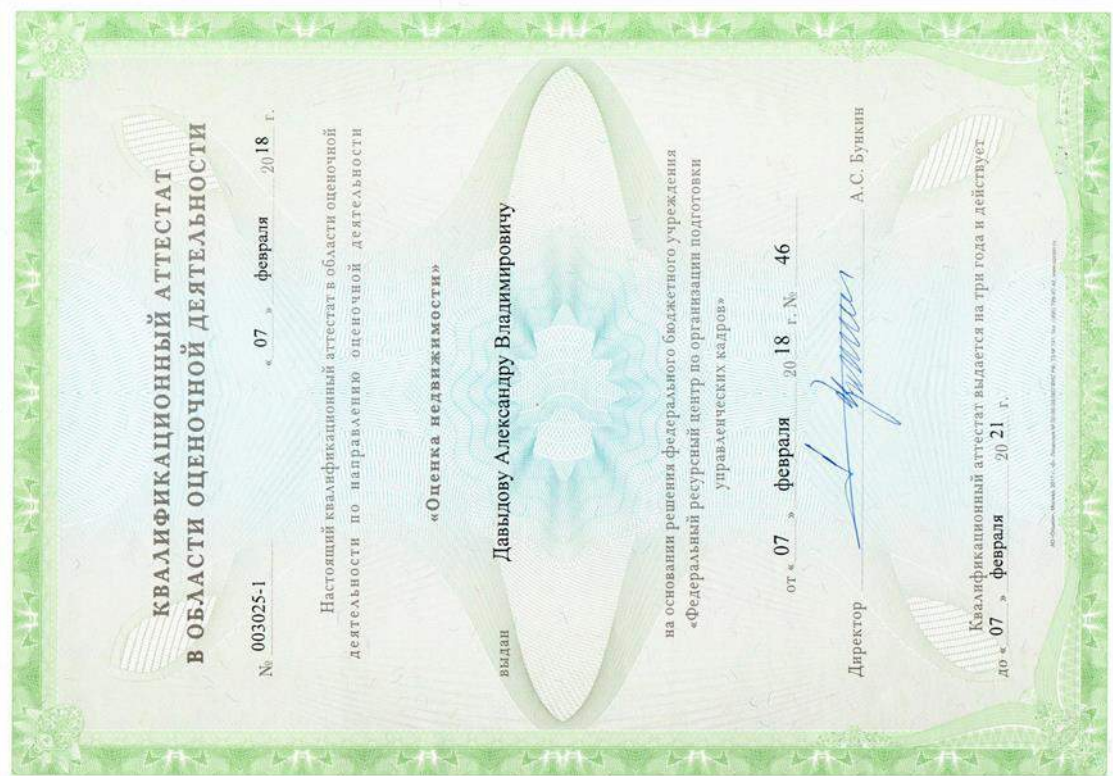 КВАЛИФИКАЦИОННЫЙ АТТЕСТАТ
В ОБЛАСТИ ОЦЕНОЧНОЙ ДЕЯТЕЛЬНОСТИ
№ 003025-1 « 07 » февраля 2018 г.
Настоящий квалификационный аттестат в области оценочной
деятельности по направлению оценочной деятельности
«Оценка недвижимости»
выдан Давыдову Александру Владимировичу
на основании решения федерального бюджетного учреждения
«Федеральный ресурсный центр по организации подготовки
управленческих кадров»
от « 07 » февраля 2018 г. № 46
Директор А.С. Бункин
Квалификационный аттестат выдается на три года и действует
до « 07 » февраля 2021 г.